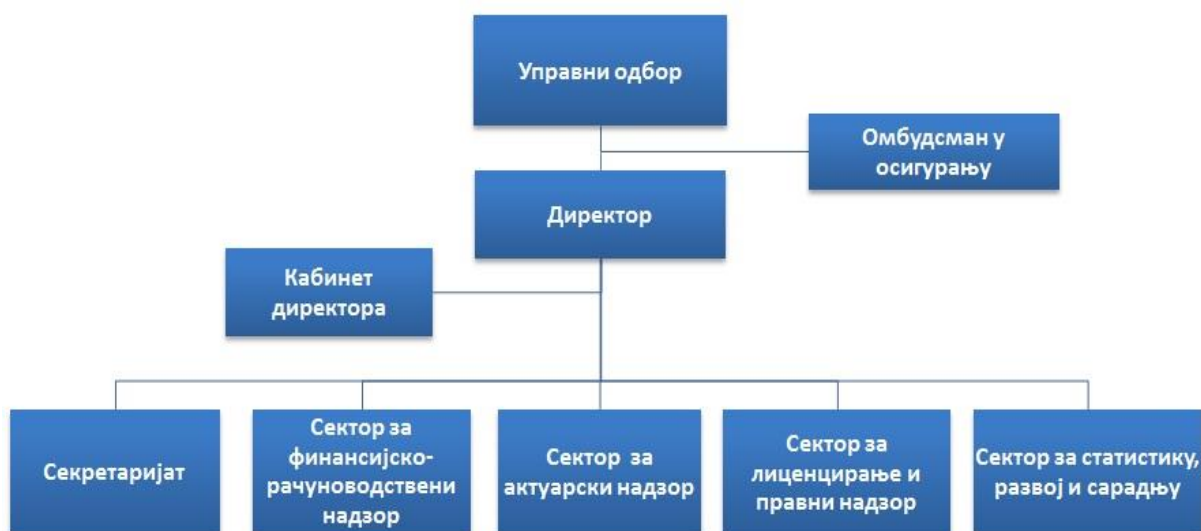 Управни одбор
Омбудсман у
осигурању
Директор
Кабинет
директора
Секретаријат
Сектор за
финансијско-
рачуноводствени
надзор
Сектор за
актуарски надзор
Сектор за
лиценцирање и
правни надзор
Сектор за статистику,
развој и сарадњу